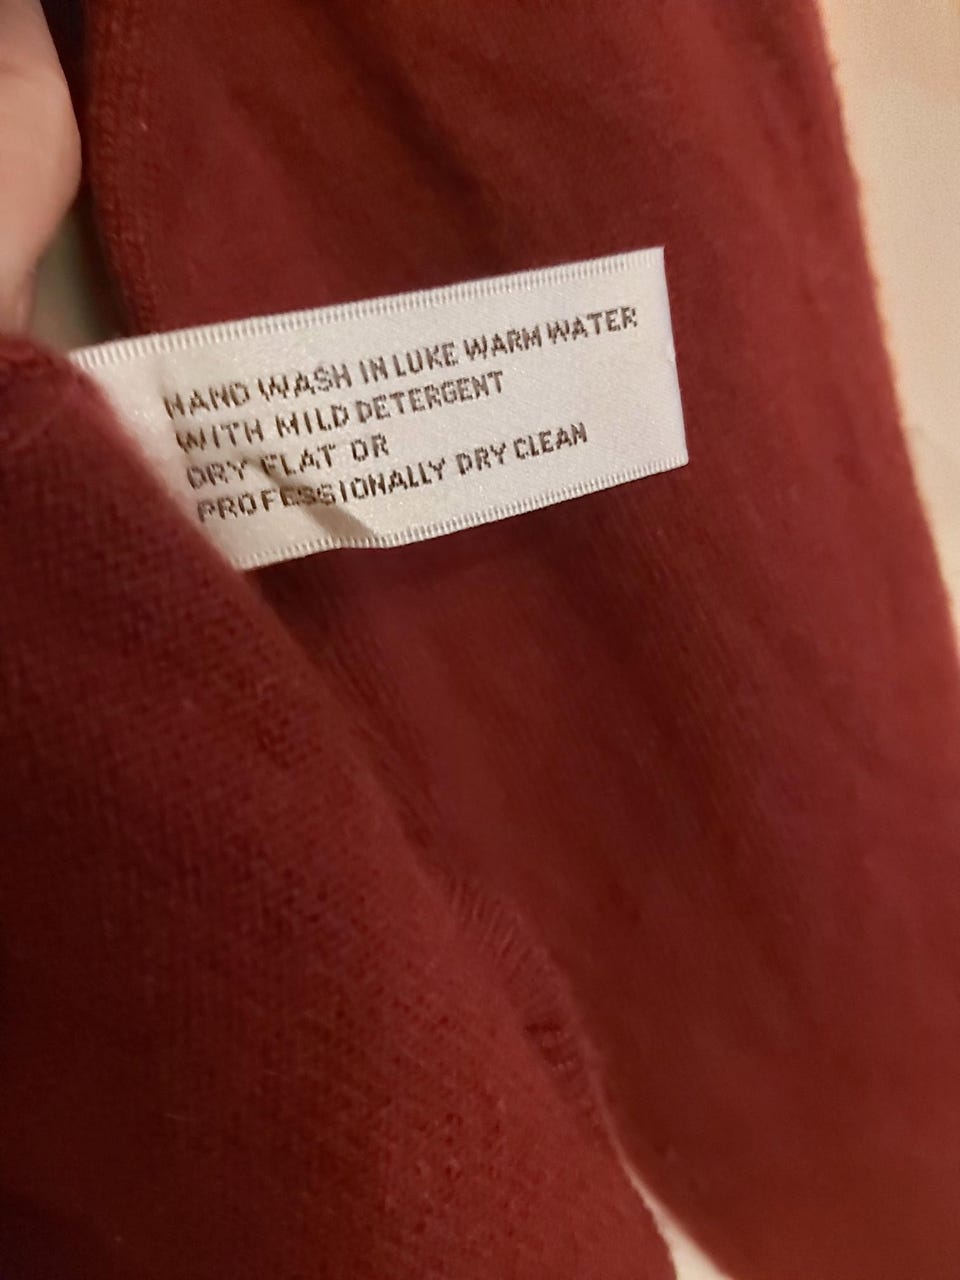 HAND WASH IN LUKE WARM WATER
WITH MILD DETERGENT
DRY FLAT OR
PROFESSIONALLY DRY CLEAN